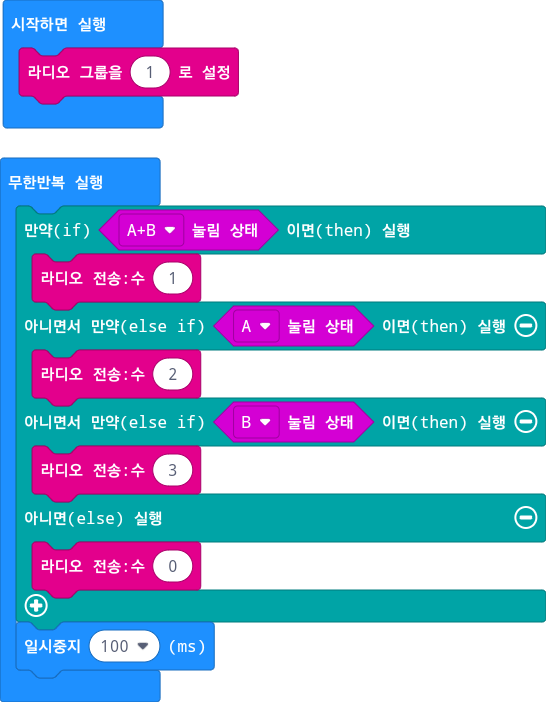 시작하면 실행
라디오 그룹을 1 로 설정
무한반복 실행
만약(if) A+B 눌림 상태 이면(then) 실행
라디오 전송:수 1
아니면서 만약(else if) A 눌림 상태 이면(then) 실행
라디오 전송:수 2
아니면서 만약(else if) B 눌림 상태 이면(then) 실행
라디오 전송:수 3
아니면(else) 실행
라디오 전송:수 0
일시중지 100 (ms)